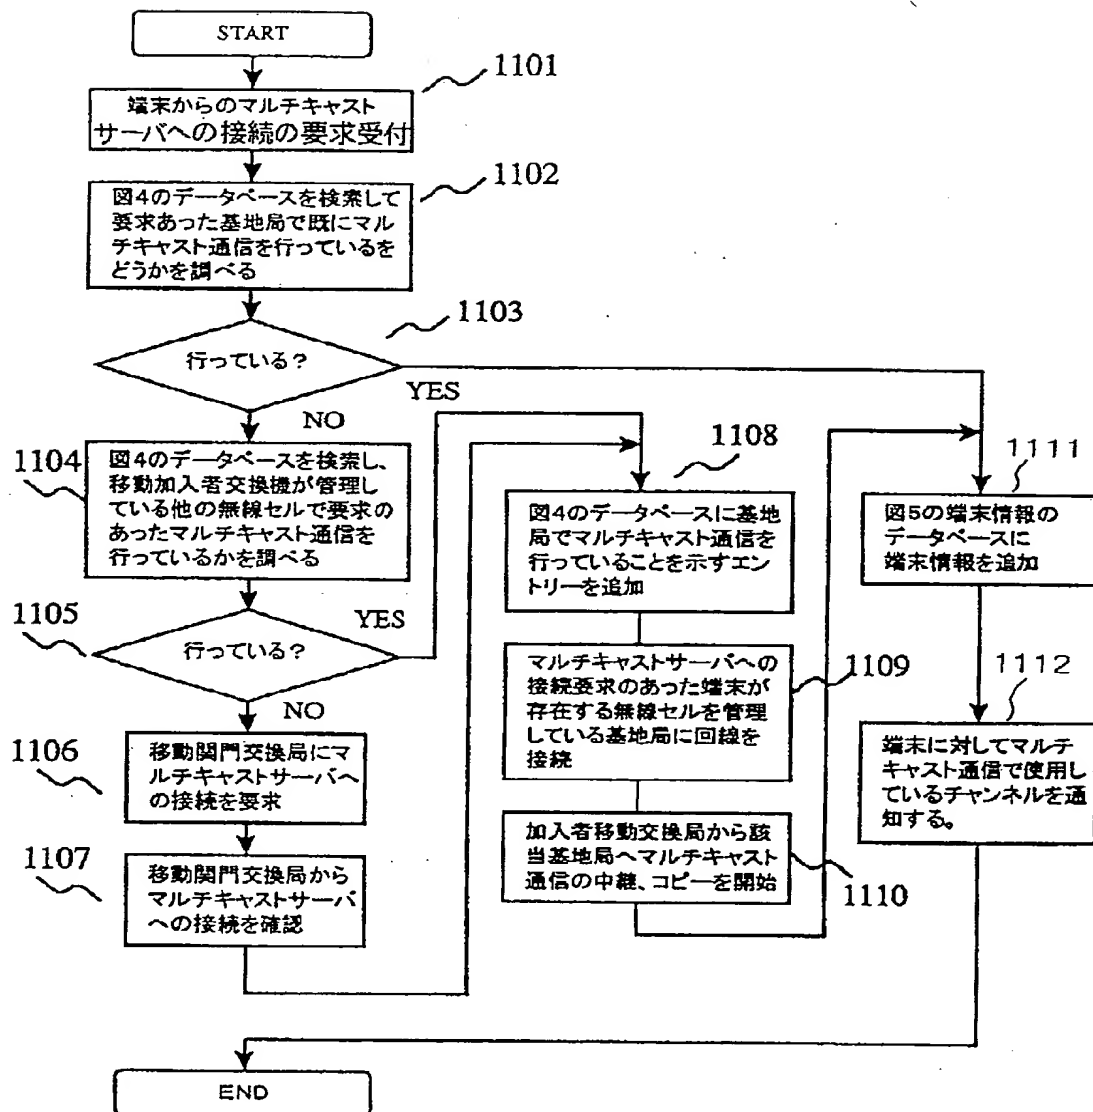 START
1101
端末からのマルチキャスト
サーバへの接続の要求受付
1102
図4のデータベースを検索して
要求あった基地局で既にマル
チキャスト通信を行っているを
どうかを調べる
1103
行っている?
YES
NO
1104
図4のデータベースを検索し、
移動加入者交換機が管理して
いる他の無線セルで要求の
あったマルチキャスト通信を
行っているかを調べる
1105
行っている?
YES
NO
1106
移動関門交換局にマ
ルチキャストサーバへ
の接続を要求
1107
移動関門交換局から
マルチキャストサーバ
への接続を確認
1108
図4のデータベースに基地
局でマルチキャスト通信を
行っていることを示すエン
トリーを追加
1109
マルチキャストサーバへの
接続要求のあった端末が
存在する無線セルを管理
している基地局に回線を
接続
1110
加入者移動交換局から該
当基地局へマルチキャスト
通信の中継、コピーを開始
1111
図5の端末情報の
データベースに
端末情報を追加
1112
端末に対してマルチ
キャスト通信で使用し
ているチャンネルを通
知する。
END